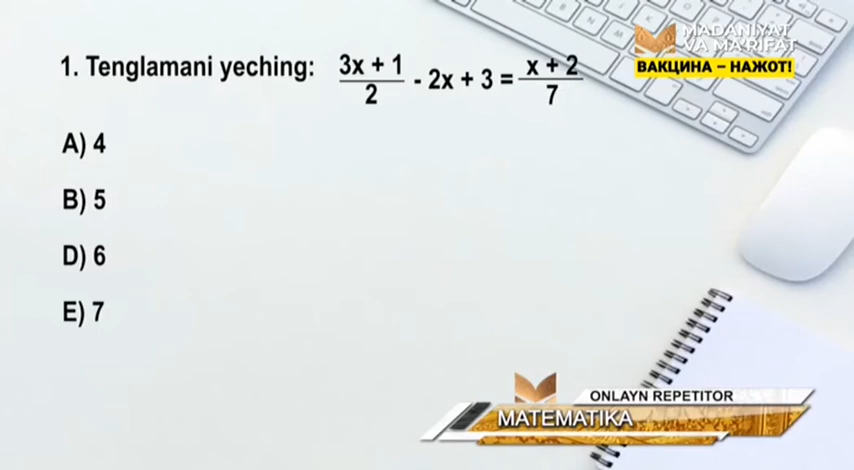 MADANIYAT
VA MA'RIFAT
ВАКЦИНА – НАЖОТ!
1. Tenglamani yeching: (3x + 1)/2 - 2x + 3 = (x + 2)/7
A) 4
B) 5
D) 6
E) 7
ONLAYN REPETITOR
MATEMATIKA